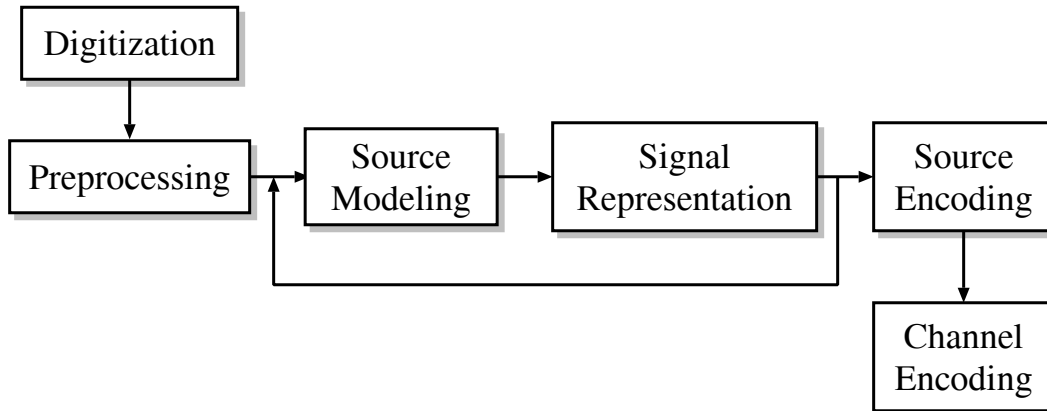 Digitization
Preprocessing
Source
Modeling
Signal
Representation
Source
Encoding
Channel
Encoding